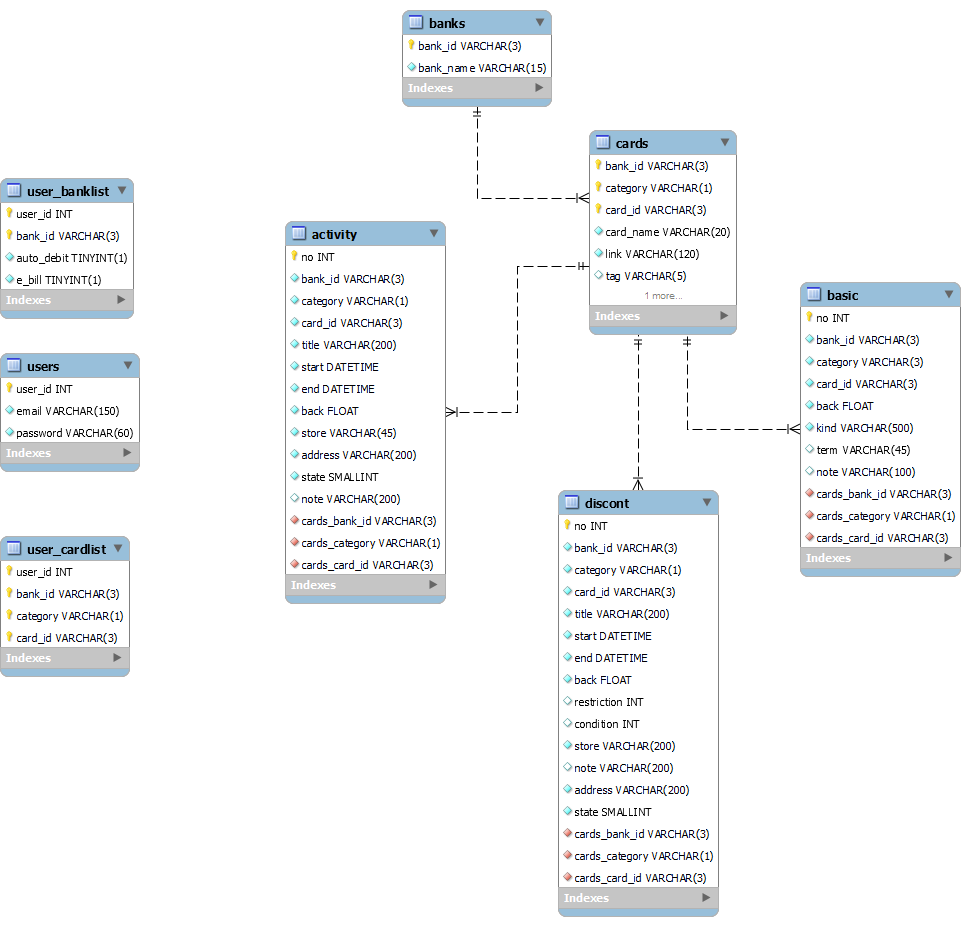 banks
bank_id VARCHAR(3)
bank_name VARCHAR(15)
Indexes
cards
bank_id VARCHAR(3)
category VARCHAR(1)
card_id VARCHAR(3)
card_name VARCHAR(20)
link VARCHAR(120)
tag VARCHAR(5)
1 more...
Indexes
user_banklist
user_id INT
bank_id VARCHAR(3)
auto_debit TINYINT(1)
e_bill TINYINT(1)
Indexes
activity
no INT
bank_id VARCHAR(3)
category VARCHAR(1)
card_id VARCHAR(3)
title VARCHAR(200)
start DATETIME
end DATETIME
back FLOAT
store VARCHAR(45)
address VARCHAR(200)
state SMALLINT
note VARCHAR(200)
cards_bank_id VARCHAR(3)
cards_category VARCHAR(1)
cards_card_id VARCHAR(3)
Indexes
basic
no INT
bank_id VARCHAR(3)
category VARCHAR(3)
card_id VARCHAR(3)
back FLOAT
kind VARCHAR(500)
term VARCHAR(45)
note VARCHAR(100)
cards_bank_id VARCHAR(3)
cards_category VARCHAR(1)
cards_card_id VARCHAR(3)
Indexes
users
user_id INT
email VARCHAR(150)
password VARCHAR(60)
Indexes
discont
no INT
bank_id VARCHAR(3)
category VARCHAR(1)
card_id VARCHAR(3)
title VARCHAR(200)
start DATETIME
end DATETIME
back FLOAT
restriction INT
condition INT
store VARCHAR(200)
note VARCHAR(200)
address VARCHAR(200)
state SMALLINT
cards_bank_id VARCHAR(3)
cards_category VARCHAR(1)
cards_card_id VARCHAR(3)
Indexes
user_cardlist
user_id INT
bank_id VARCHAR(3)
category VARCHAR(1)
card_id VARCHAR(3)
Indexes